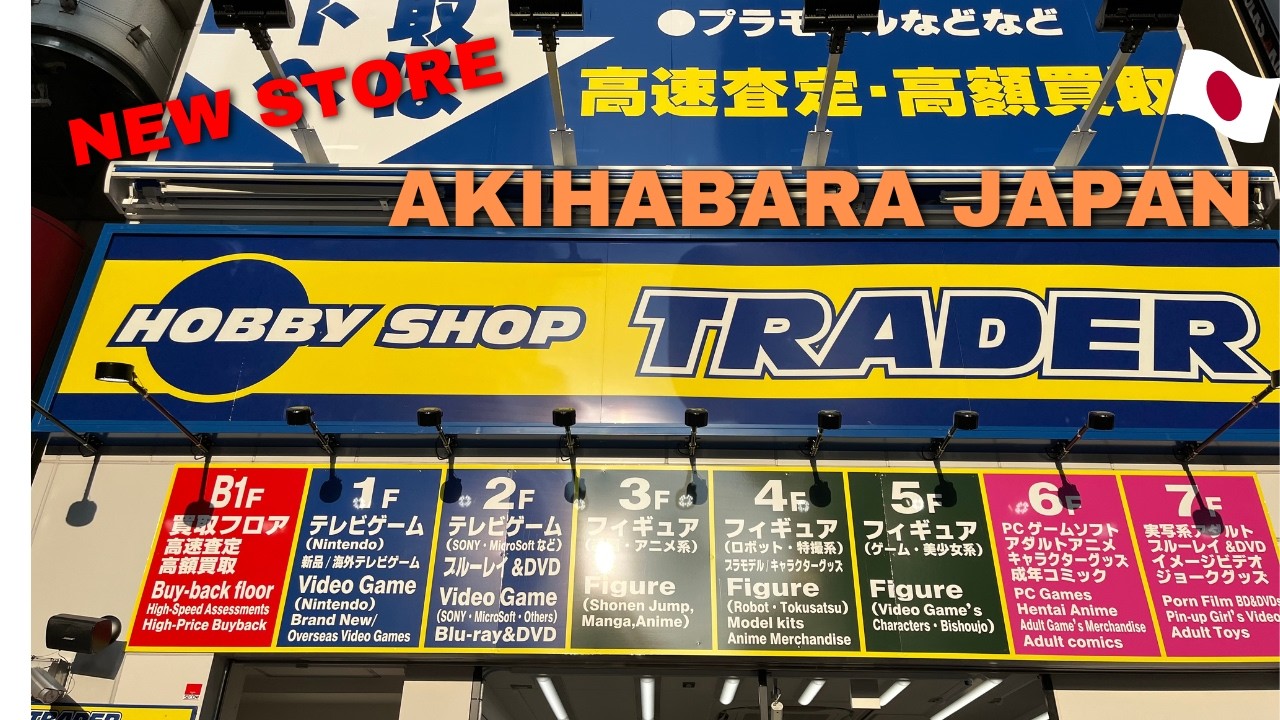 下取
●プラモデルなどなど
高速査定・高額買取
NEW STORE
AKIHABARA JAPAN
HOBBY SHOP TRADER
B1F
買取フロア
高速査定
高額買取
Buy-back floor
High-Speed Assessments
High-Price Buyback
1F
テレビゲーム
(Nintendo)
新品/海外テレビゲーム
Video Game
(Nintendo)
Brand New/
Overseas Video Games
2F
テレビゲーム
(SONY・MicroSoft など)
ブルーレイ&DVD
Video Game
(SONY・MicroSoft・Others)
Blu-ray&DVD
3F
フィギュア
・アニメ系)
Figure
(Shonen Jump,
Manga,Anime)
4F
フィギュア
(ロボット・特撮系)
プラモデル/キャラクターグッズ
Figure
(Robot・Tokusatsu)
Model kits
Anime Merchandise
5F
フィギュア
(ゲーム・美少女系)
Figure
(Video Game's
Characters・Bishoujo)
6F
PCゲームソフト
アダルトアニメ
キャラクターグッズ
成年コミック
PC Games
Hentai Anime
Adult Game's Merchandise
Adult comics
7F
実写系アダルト
ブルーレイ&DVD
イメージビデオ
ジョークグッズ
Porn Film BD&DVDs
Pin-up Girl's Video
Adult Toys
TRADER